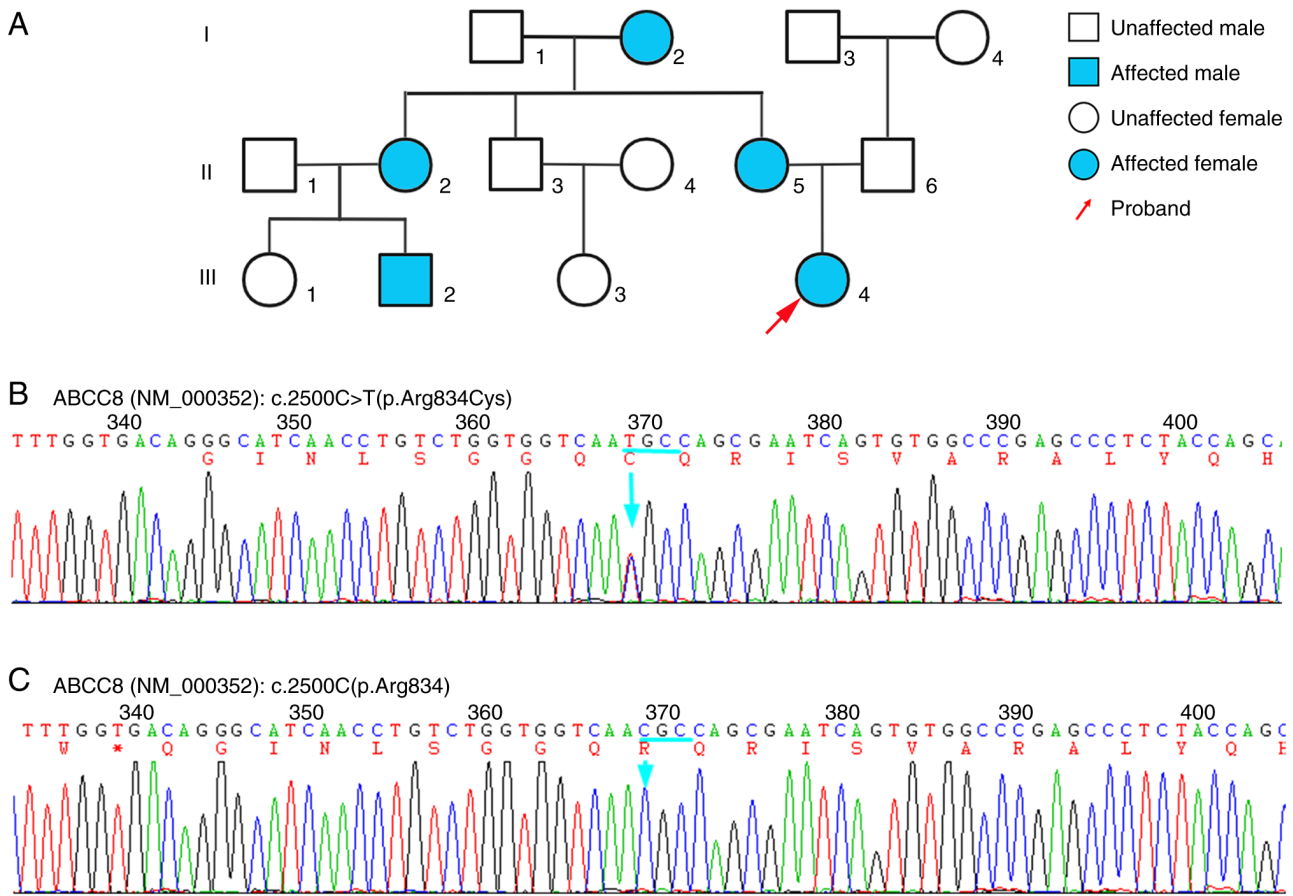 A
I
1
2
3
4
Unaffected male
Affected male
Unaffected female
Affected female
Proband
II
1
2
3
4
5
6
III
1
2
3
4
B
ABCC8 (NM_000352): c.2500C>T(p.Arg834Cys)
340 350 360 370 380 390 400
T T T G G T G A C A G G G C A T C A A C C T G T C T G G T G G T C A A T G C C A G C G A A T C A G T G T G G C C C G A G C C C T C T A C C A G C
G I N L S G G Q C Q R I S V A R A L Y Q H
C
ABCC8 (NM_000352): c.2500C(p.Arg834)
340 350 360 370 380 390 400
T T T G G T G A C A G G G C A T C A A C C T G T C T G G T G G T C A A C G C C A G C G A A T C A G T G T G G C C C G A G C C C T C T A C C A G C
W * Q G I N L S G G Q R Q R I S V A R A L Y Q